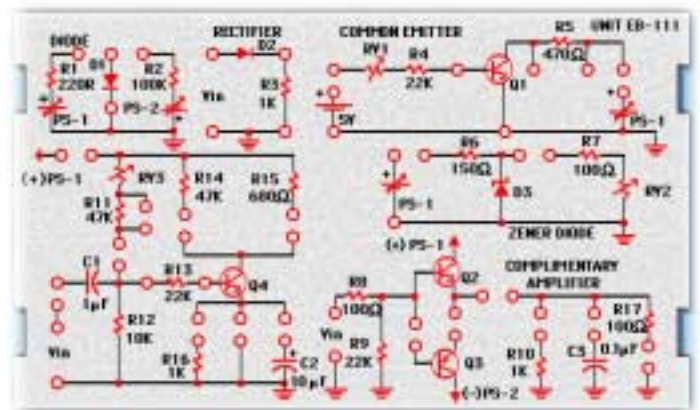 DIODE
RECTIFIER
COMMON EMITTER
UNIT EB-111
R1
220R
D1
R2
100K
PS-1
PS-2
D2
Vin
R3
1K
RV1
R4
22K
5V
Q1
R5
470Ω
PS-1
(+)PS-1
RV3
R11
47K
R14
47K
R15
680Ω
PS-1
R6
150Ω
D3
R7
100Ω
RV2
ZENER DIODE
C1
1µF
R12
10K
R13
22K
Q4
Vin
R16
1K
C2
10µF
(+) PS-1
R8
100Ω
Vin
R9
22K
Q2
Q3
(-)PS-2
COMPLIMENTARY
AMPLIFIER
R10
1K
C3
0.1µF
R17
100Ω